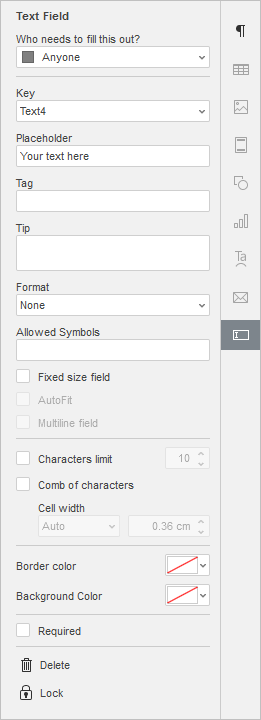 Text Field
Who needs to fill this out?
Anyone
Key
Text4
Placeholder
Your text here
Tag
Tip
Format
None
Allowed Symbols
Fixed size field
AutoFit
Multiline field
Characters limit
10
Comb of characters
Cell width
Auto
0.36 cm
Border color
Background Color
Required
Delete
Lock
Ta